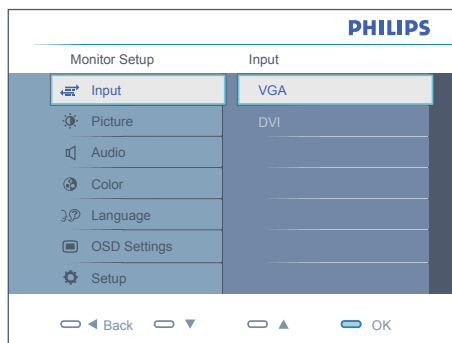 PHILIPS
Monitor Setup Input
Input VGA
Picture DVI
Audio
Color
Language
OSD Settings
Setup
Back OK